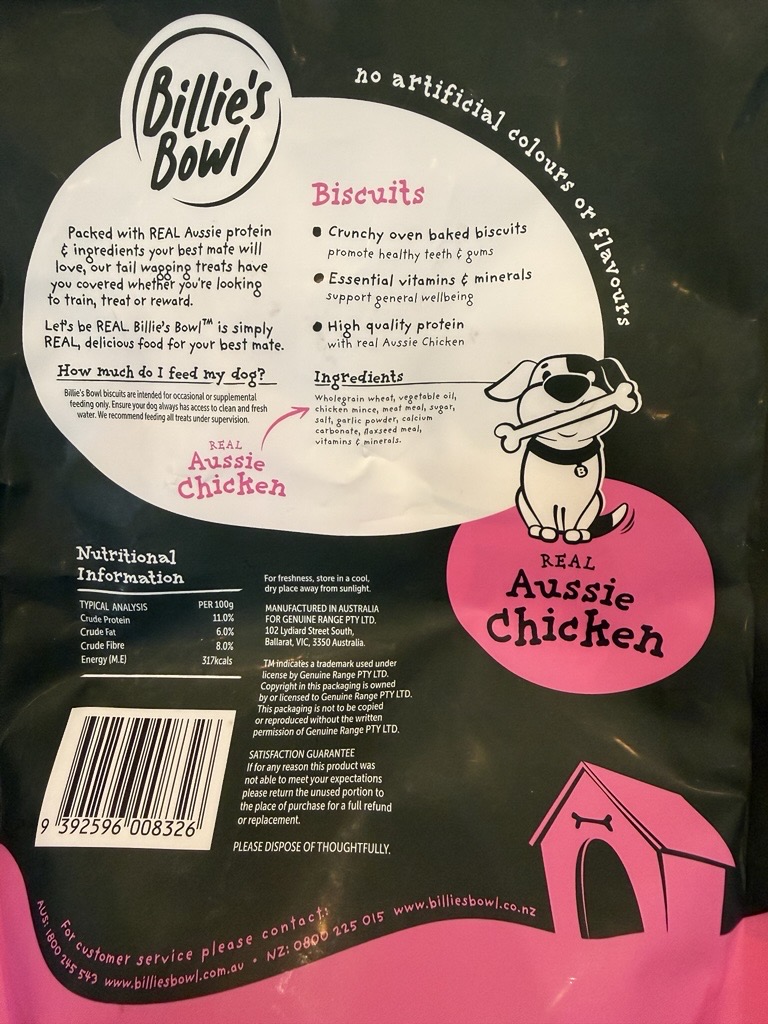 Billie's
Bowl
no artificial colours or flavours
Packed with REAL Aussie protein
& ingredients your best mate will
love, our tail wagging treats have
you covered whether you're looking
to train, treat or reward.
Let's be REAL Billie's Bowl™ is simply
REAL, delicious food for your best mate.
How much do I feed my dog?
Billie's Bowl biscuits are intended for occasional or supplemental
feeding only. Ensure your dog always has access to clean and fresh
water. We recommend feeding all treats under supervision.
Biscuits
• Crunchy oven baked biscuits
promote healthy teeth & gums
• Essential vitamins & minerals
support general wellbeing
• High quality protein
with real Aussie Chicken
Ingredients
Wholegrain wheat, vegetable oil,
chicken mince, meat meal, sugar,
salt, garlic powder, calcium
carbonate, flaxseed meal,
vitamins & minerals.
REAL
Aussie
Chicken
B
REAL
Aussie
Chicken
Nutritional
Information
TYPICAL ANALYSIS PER 100g
Crude Protein 11.0%
Crude Fat 6.0%
Crude Fibre 8.0%
Energy (M.E) 317kcals
For freshness, store in a cool,
dry place away from sunlight.
MANUFACTURED IN AUSTRALIA
FOR GENUINE RANGE PTY LTD.
102 Lydiard Street South,
Ballarat, VIC, 3350 Australia.
TM indicates a trademark used under
license by Genuine Range PTY LTD.
Copyright in this packaging is owned
by or licensed to Genuine Range PTY LTD.
This packaging is not to be copied
or reproduced without the written
permission of Genuine Range PTY LTD.
SATISFACTION GUARANTEE
If for any reason this product was
not able to meet your expectations
please return the unused portion to
the place of purchase for a full refund
or replacement.
PLEASE DISPOSE OF THOUGHTFULLY.
9 392596 008326
For customer service please contact:
AUS: 1800 245 543 www.billiesbowl.com.au • NZ: 0800 225 015 www.billiesbowl.co.nz